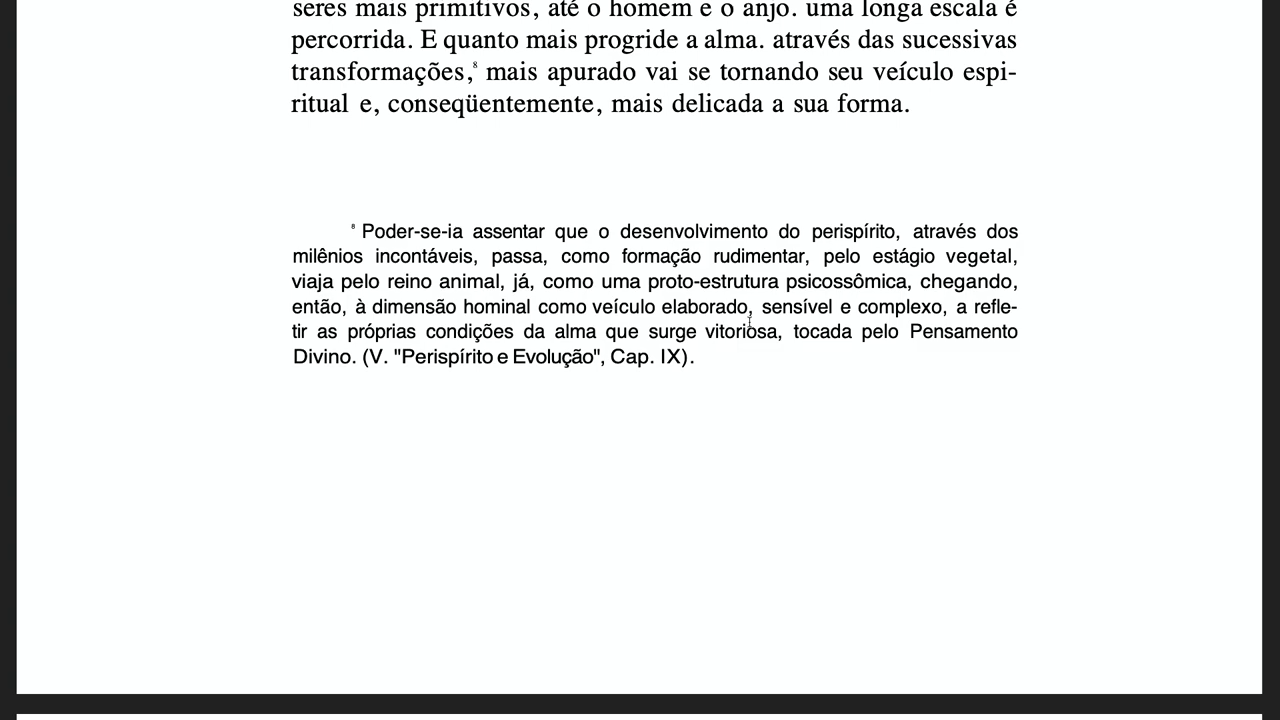 seres mais primitivos, até o homem e o anjo. uma longa escala é
percorrida. E quanto mais progride a alma. através das sucessivas
transformações,⁸ mais apurado vai se tornando seu veículo espi-
ritual e, conseqüentemente, mais delicada a sua forma.
⁸ Poder-se-ia assentar que o desenvolvimento do perispírito, através dos
milênios incontáveis, passa, como formação rudimentar, pelo estágio vegetal,
viaja pelo reino animal, já, como uma proto-estrutura psicossômica, chegando,
então, à dimensão hominal como veículo elaborado, sensível e complexo, a refle-
tir as próprias condições da alma que surge vitoriosa, tocada pelo Pensamento
Divino. (V. "Perispírito e Evolução", Cap. IX).